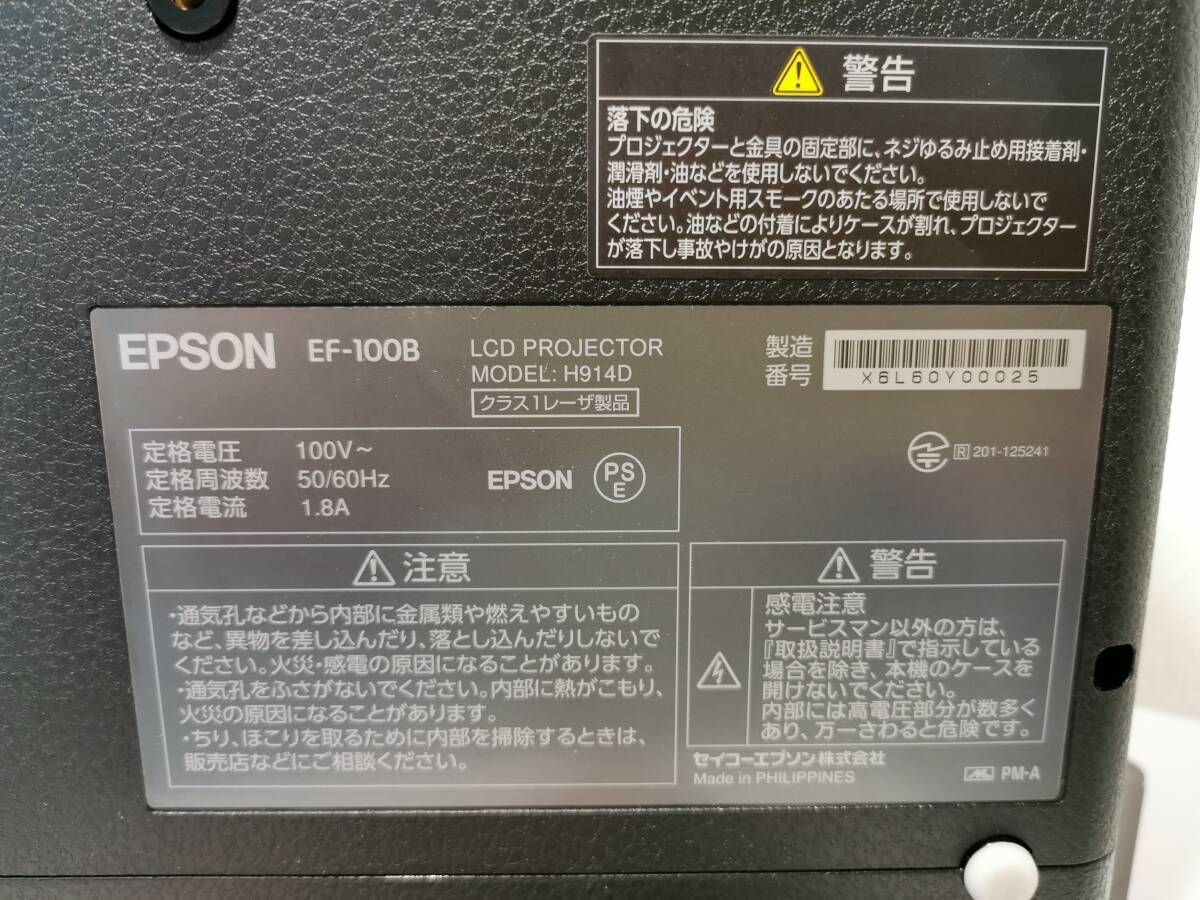 警告
落下の危険
プロジェクターと金具の固定部に、ネジゆるみ止め用接着剤・
潤滑剤・油などを使用しないでください。
油煙やイベント用スモークのあたる場所で使用しないで
ください。油などの付着によりケースが割れ、プロジェクター
が落下し事故やけがの原因となります。
EPSON EF-100B LCD PROJECTOR
MODEL: H914D
クラス1レーザ製品
製造
番号
X6L60Y00025
定格電圧 100V~
定格周波数 50/60Hz
定格電流 1.8A
EPSON PS E
R 201-125241
注意
・通気孔などから内部に金属類や燃えやすいもの
など、異物を差し込んだり、落とし込んだりしないで
ください。火災・感電の原因になることがあります。
・通気孔をふさがないでください。内部に熱がこもり、
火災の原因になることがあります。
・ちり、ほこりを取るために内部を掃除するときは、
販売店などにご相談ください。
警告
感電注意
サービスマン以外の方は、
『取扱説明書』で指示している
場合を除き、本機のケースを
開けないでください。
内部には高電圧部分が数多く
あり、万一さわると危険です。
セイコーエプソン株式会社
Made in PHILIPPINES
PM-A